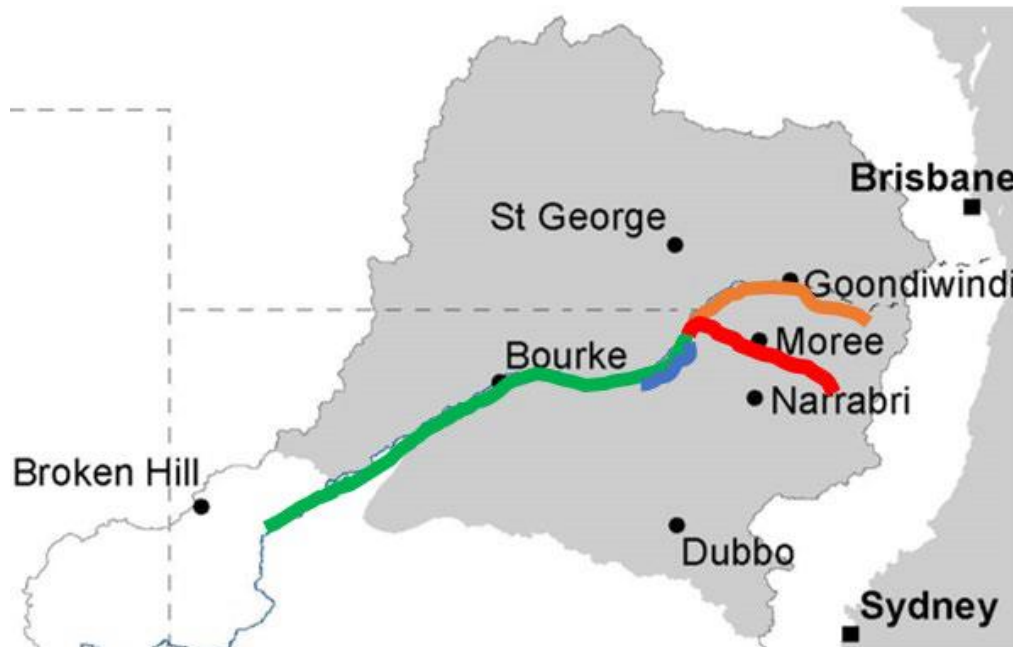 Brisbane
St George
Goondiwindi
Moree
Bourke
Narrabri
Broken Hill
Dubbo
Sydney